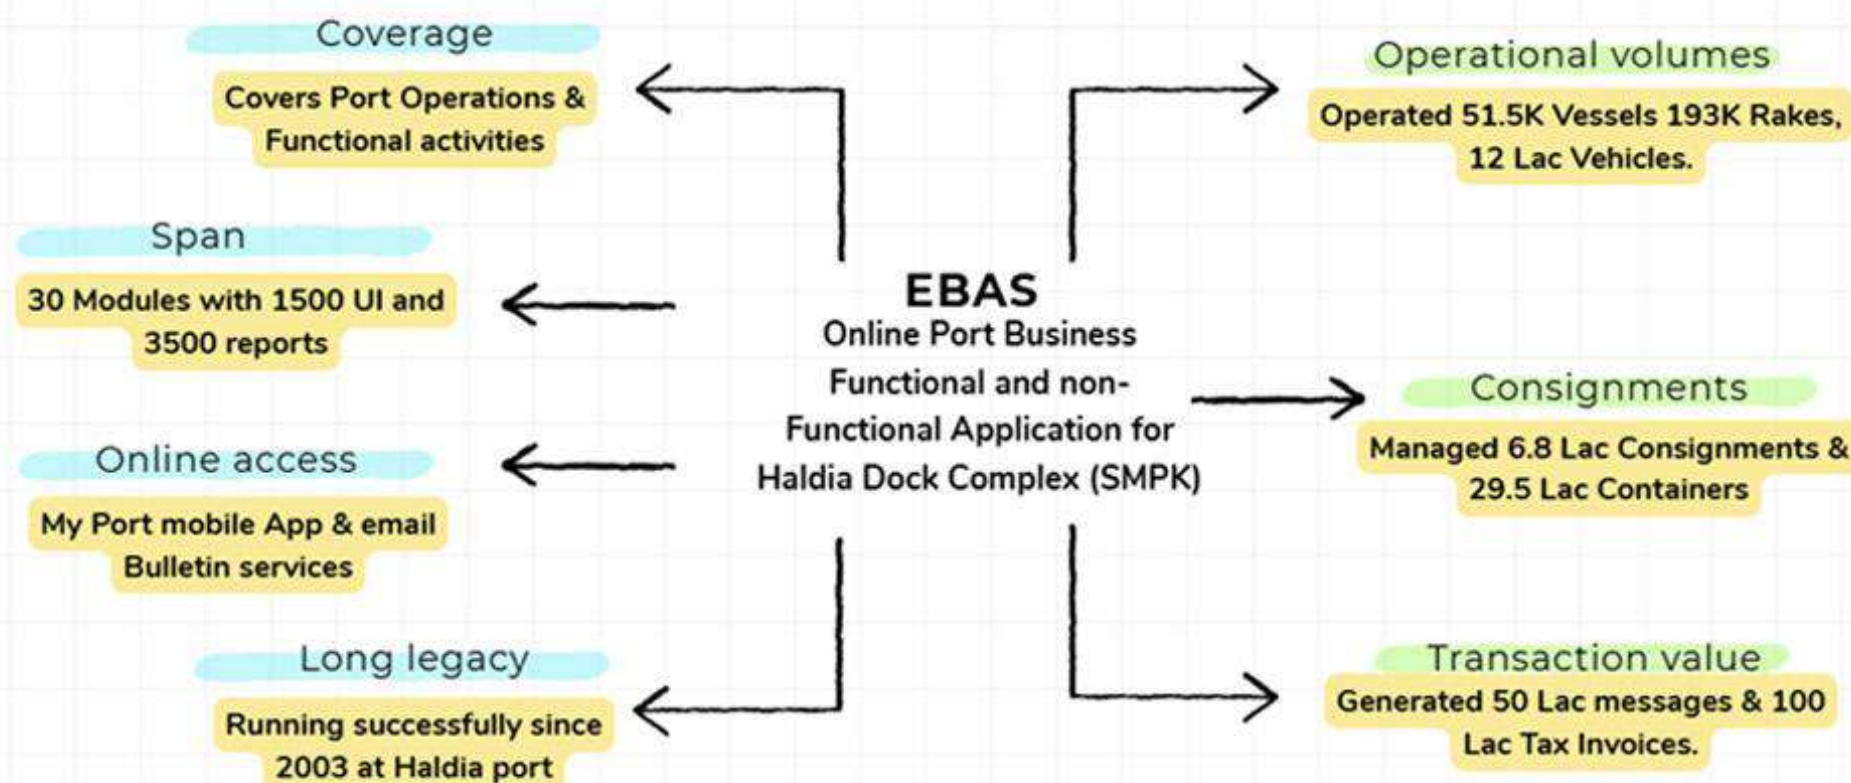 Coverage
Covers Port Operations &
Functional activities
Span
30 Modules with 1500 UI and
3500 reports
Online access
My Port mobile App & email
Bulletin services
Long legacy
Running successfully since
2003 at Haldia port
EBAS
Online Port Business
Functional and non-
Functional Application for
Haldia Dock Complex (SMPK)
Operational volumes
Operated 51.5K Vessels 193K Rakes,
12 Lac Vehicles.
Consignments
Managed 6.8 Lac Consignments &
29.5 Lac Containers
Transaction value
Generated 50 Lac messages & 100
Lac Tax Invoices.